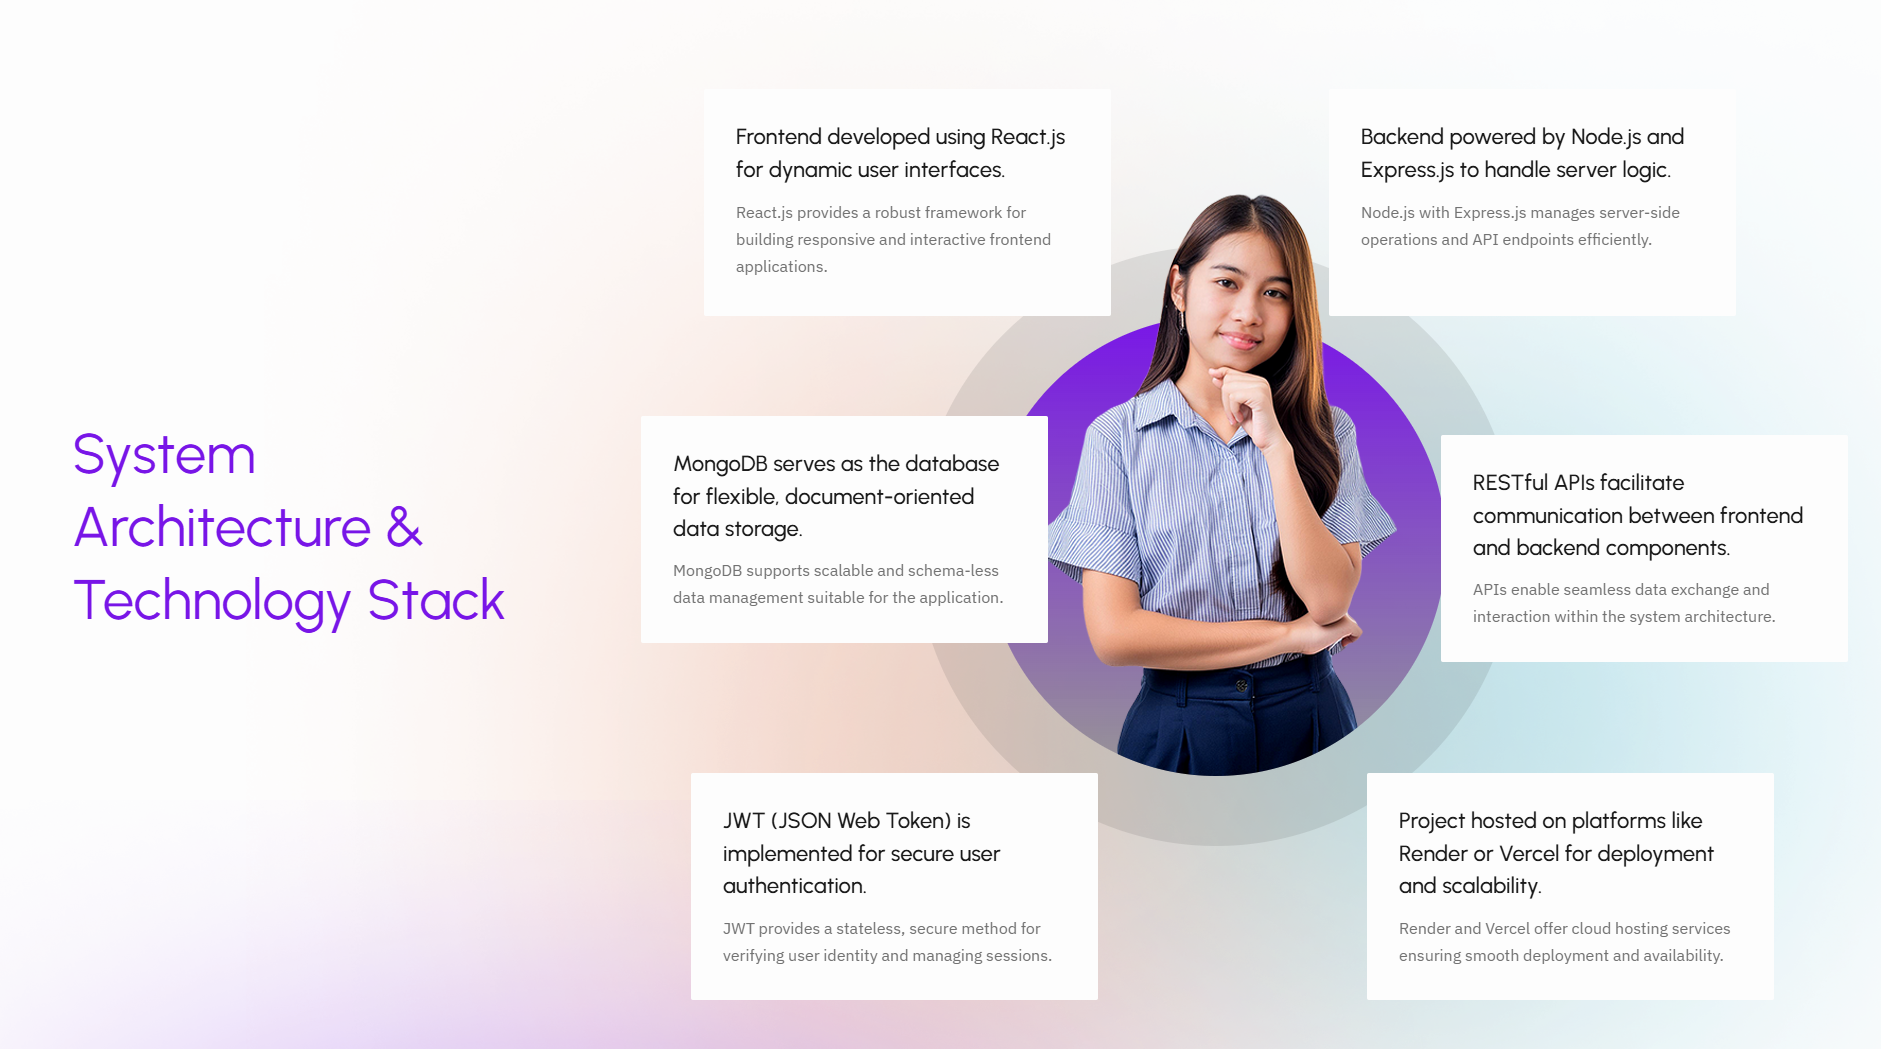 System
Architecture &
Technology Stack
Frontend developed using React.js
for dynamic user interfaces.
React.js provides a robust framework for
building responsive and interactive frontend
applications.
Backend powered by Node.js and
Express.js to handle server logic.
Node.js with Express.js manages server-side
operations and API endpoints efficiently.
MongoDB serves as the database
for flexible, document-oriented
data storage.
MongoDB supports scalable and schema-less
data management suitable for the application.
RESTful APIs facilitate
communication between frontend
and backend components.
APIs enable seamless data exchange and
interaction within the system architecture.
JWT (JSON Web Token) is
implemented for secure user
authentication.
JWT provides a stateless, secure method for
verifying user identity and managing sessions.
Project hosted on platforms like
Render or Vercel for deployment
and scalability.
Render and Vercel offer cloud hosting services
ensuring smooth deployment and availability.